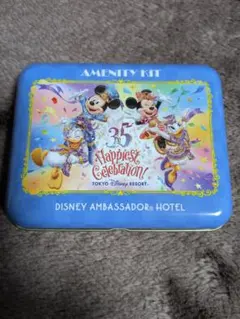 AMENITY KIT
35
Happiest
Celebration!
TOKYO Disney RESORT®
DISNEY AMBASSADOR® HOTEL